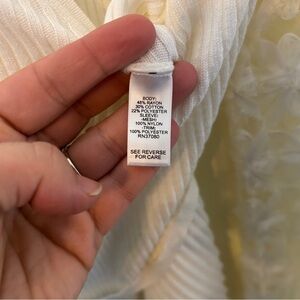 BODY:
48% RAYON
30% COTTON
22% POLYESTER
SLEEVE/
MESH:
100% NYLON
-TRIM-
100% POLYESTER
RN37080
SEE REVERSE
FOR CARE